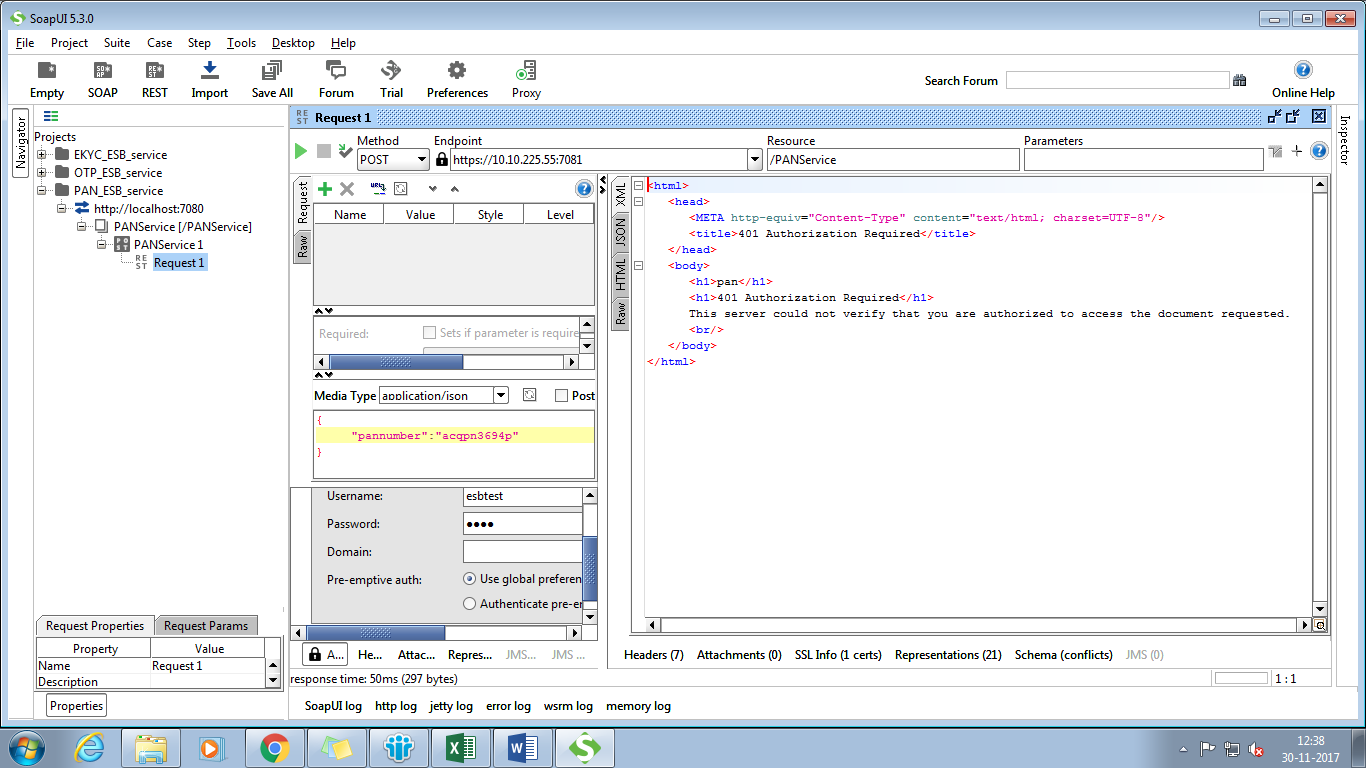 SoapUI 5.3.0
File Project Suite Case Step Tools Desktop Help
Empty SOAP REST Import Save All Forum Trial Preferences Proxy
Search Forum
Online Help
Navigator
Projects
EKYC_ESB_service
OTP_ESB_service
PAN_ESB_service
http://localhost:7080
PANService [/PANService]
PANService 1
REST Request 1
Request Properties Request Params
Property Value
Name Request 1
Description
Properties
REST Request 1
Method Endpoint Resource Parameters
POST https://10.10.225.55:7081 /PANService
Request
Raw
Name Value Style Level
Required: Sets if parameter is require
Media Type application/json Post
{
"pannumber":"acqpn3694p"
}
Username: esbtest
Password: ●●●●
Domain:
Pre-emptive auth: Use global preferen
Authenticate pre-e
A... He... Attac... Repres... JMS... JMS ...
response time: 50ms (297 bytes)
XML
JSON
HTML
Raw
<html>
<head>
<META http-equiv="Content-Type" content="text/html; charset=UTF-8"/>
<title>401 Authorization Required</title>
</head>
<body>
<h1>pan</h1>
<h1>401 Authorization Required</h1>
This server could not verify that you are authorized to access the document requested.
<br/>
</body>
</html>
Headers (7) Attachments (0) SSL Info (1 certs) Representations (21) Schema (conflicts) JMS (0)
1 : 1
Inspector
SoapUI log http log jetty log error log wsrm log memory log
12:38
30-11-2017